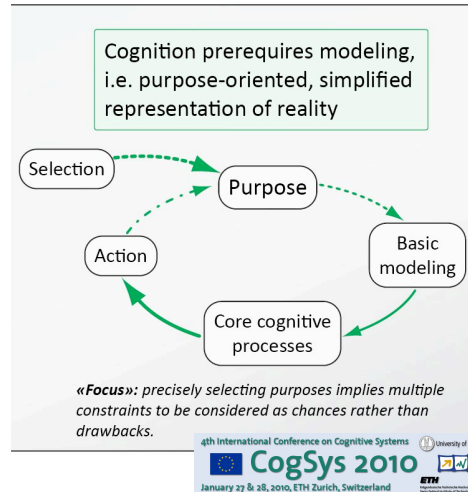 Cognition prerequires modeling,
i.e. purpose-oriented, simplified
representation of reality
Selection
Purpose
Action
Basic
modeling
Core cognitive
processes
«Focus»: precisely selecting purposes implies multiple
constraints to be considered as chances rather than
drawbacks.
4th International Conference on Cognitive Systems
University of
CogSys 2010
ETH
January 27 & 28, 2010, ETH Zurich, Switzerland